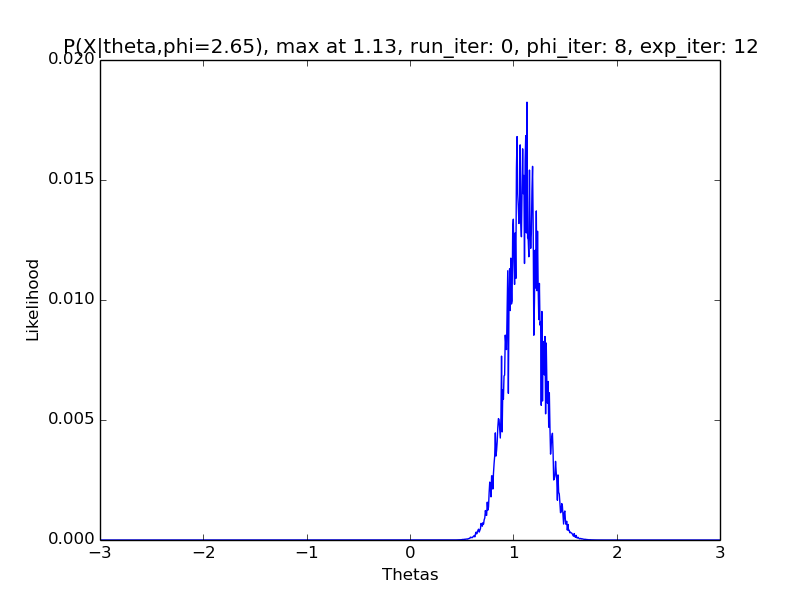 P(X|theta,phi=2.65), max at 1.13, run_iter: 0, phi_iter: 8, exp_iter: 12
0.020
0.015
0.010
0.005
0.000
Likelihood
−3 −2 −1 0 1 2 3
Thetas